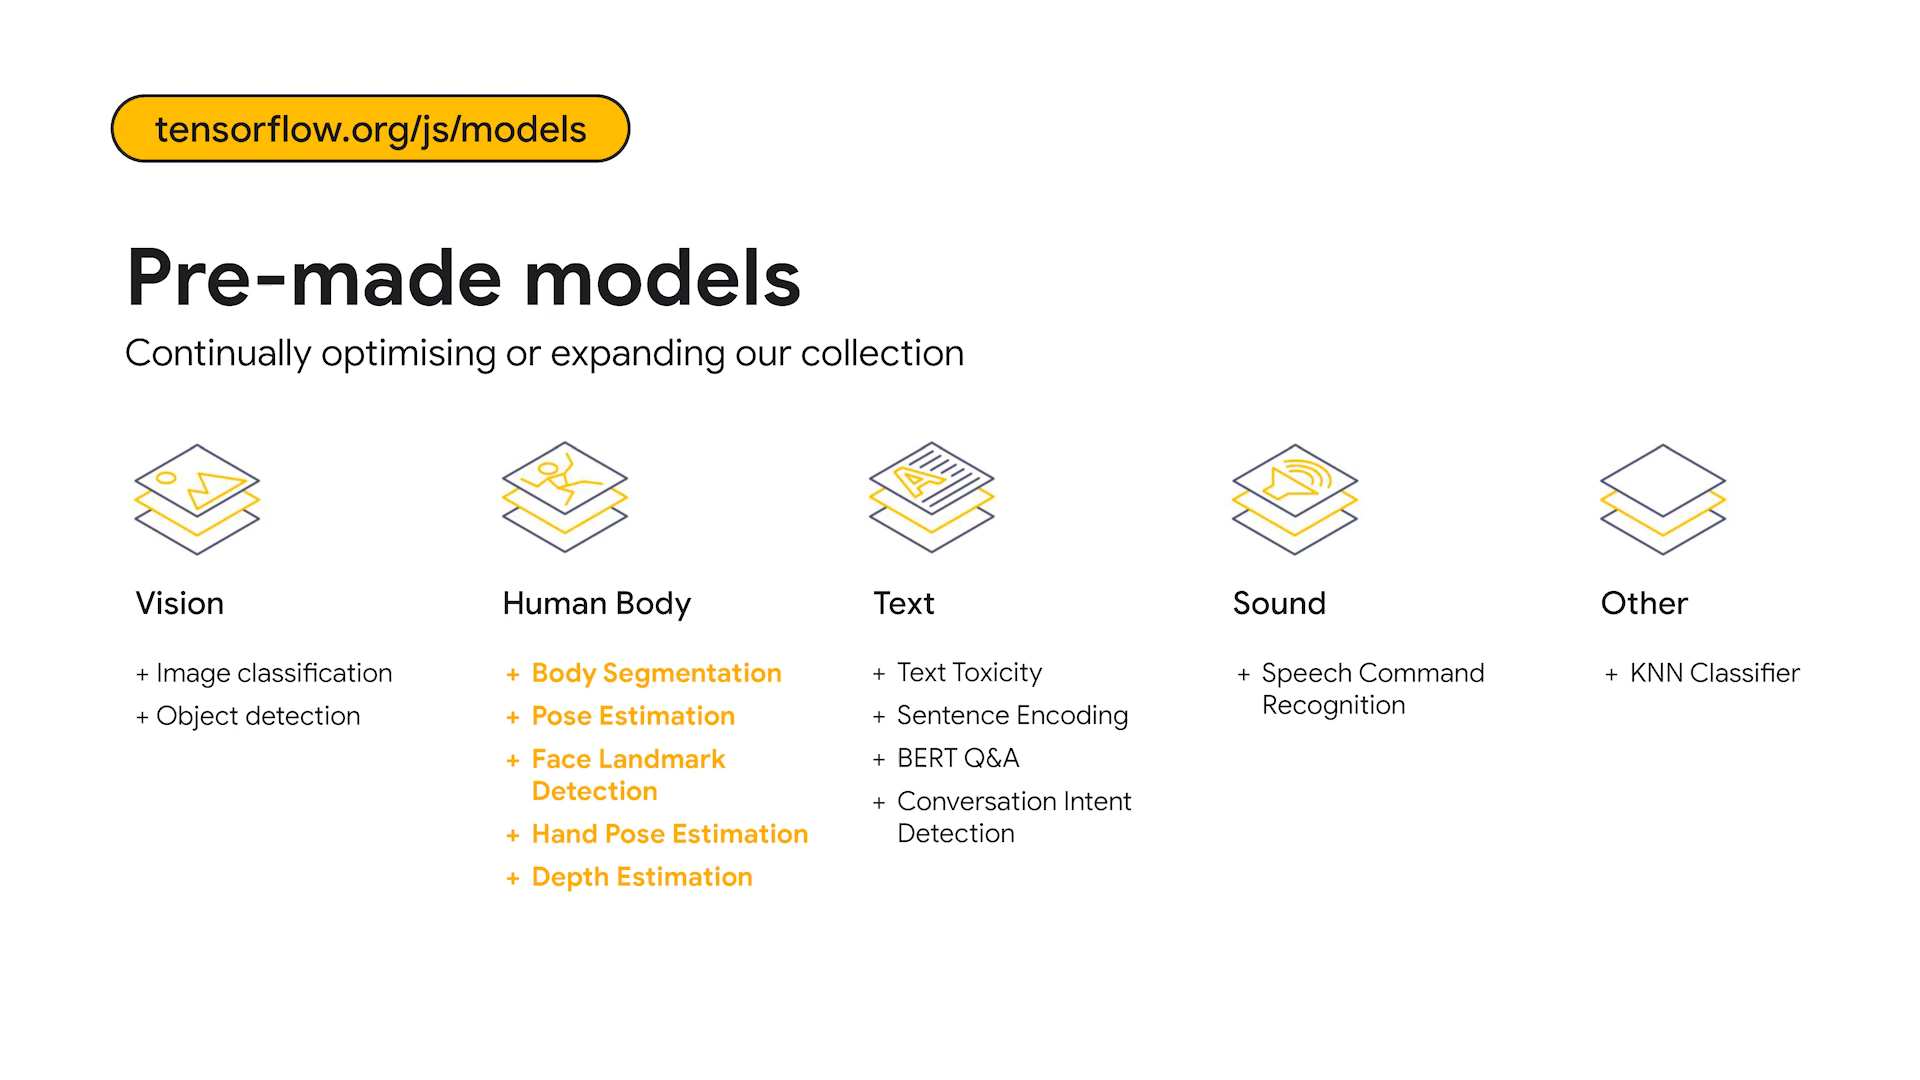 tensorflow.org/js/models
Pre-made models
Continually optimising or expanding our collection
Vision
+ Image classification
+ Object detection
Human Body
+ Body Segmentation
+ Pose Estimation
+ Face Landmark
Detection
+ Hand Pose Estimation
+ Depth Estimation
Text
+ Text Toxicity
+ Sentence Encoding
+ BERT Q&A
+ Conversation Intent
Detection
Sound
+ Speech Command
Recognition
Other
+ KNN Classifier